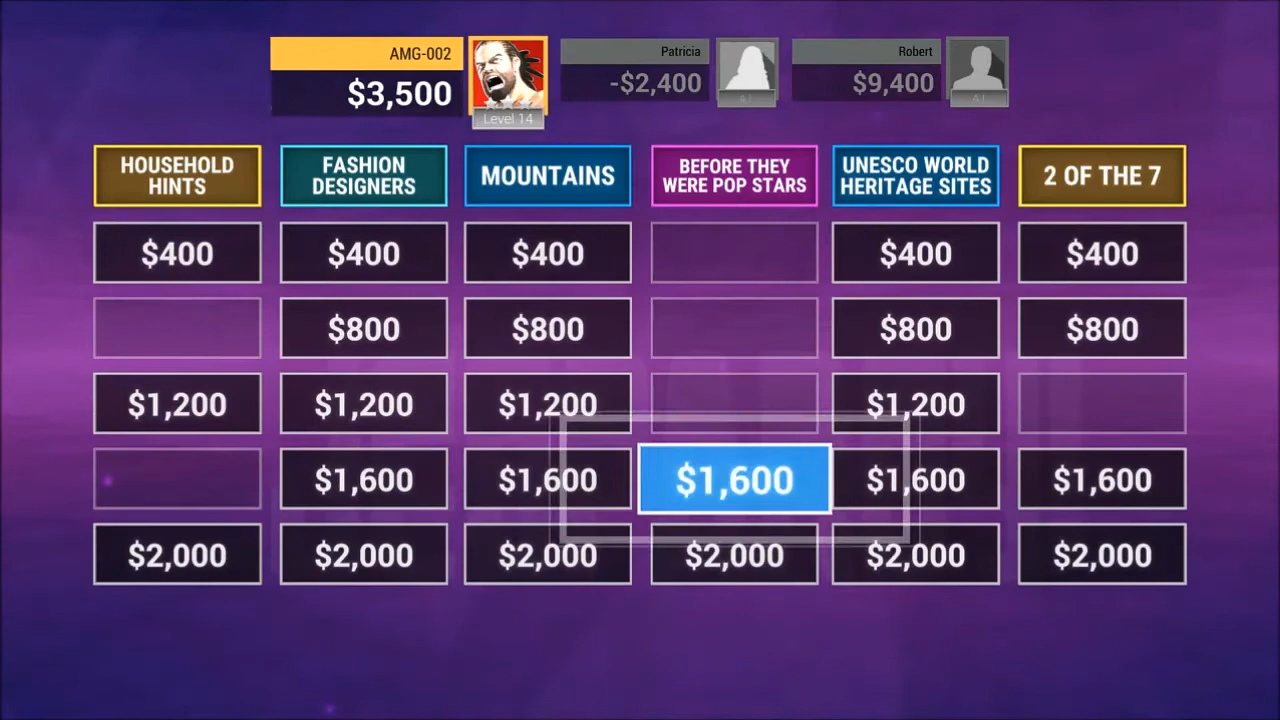 AMG-002
$3,500
Level 14
Patricia
-$2,400
A.I.
Robert
$9,400
A.I.
HOUSEHOLD
HINTS
FASHION
DESIGNERS
MOUNTAINS
BEFORE THEY
WERE POP STARS
UNESCO WORLD
HERITAGE SITES
2 OF THE 7
$400 $400 $400 $400 $400
$800 $800 $800 $800
$1,200 $1,200 $1,200 $1,200
$1,600 $1,600 $1,600 $1,600 $1,600
$2,000 $2,000 $2,000 $2,000 $2,000 $2,000